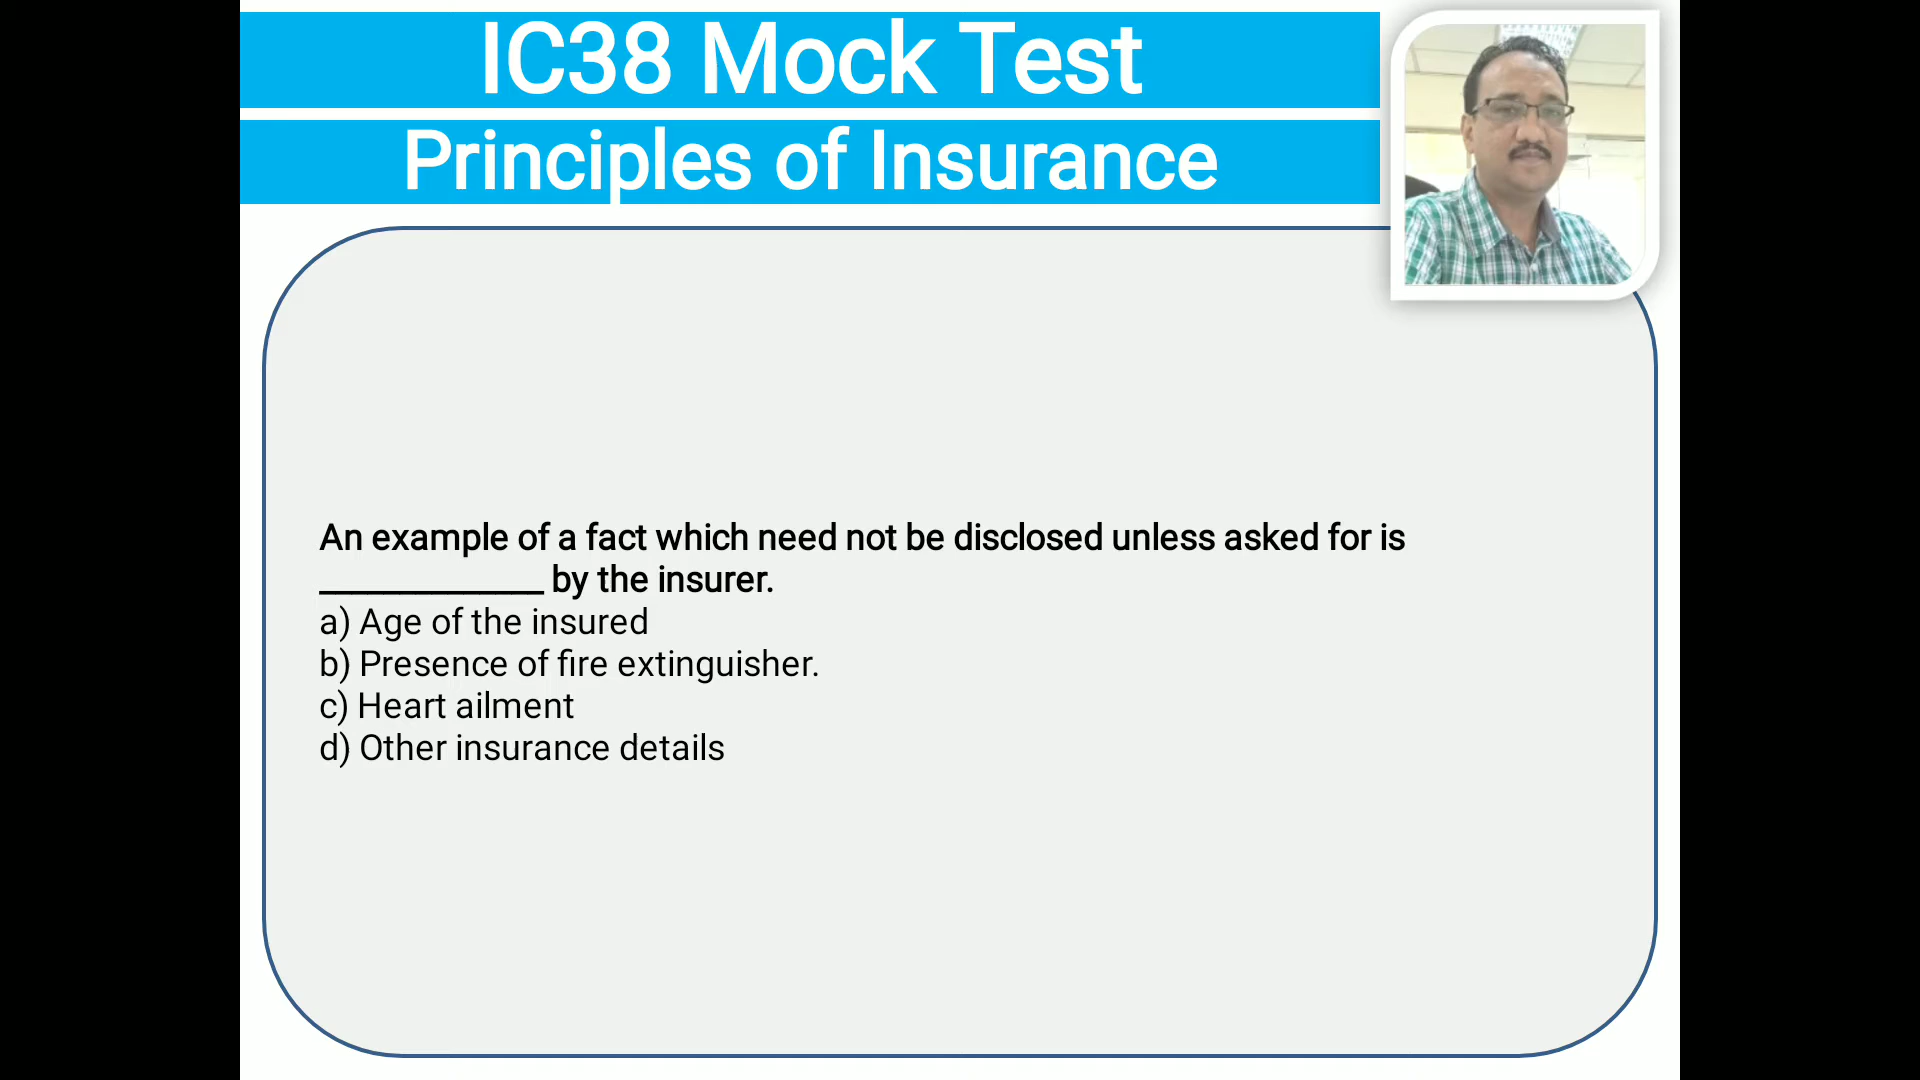 IC38 Mock Test
Principles of Insurance
An example of a fact which need not be disclosed unless asked for is
______________ by the insurer.
a) Age of the insured
b) Presence of fire extinguisher.
c) Heart ailment
d) Other insurance details